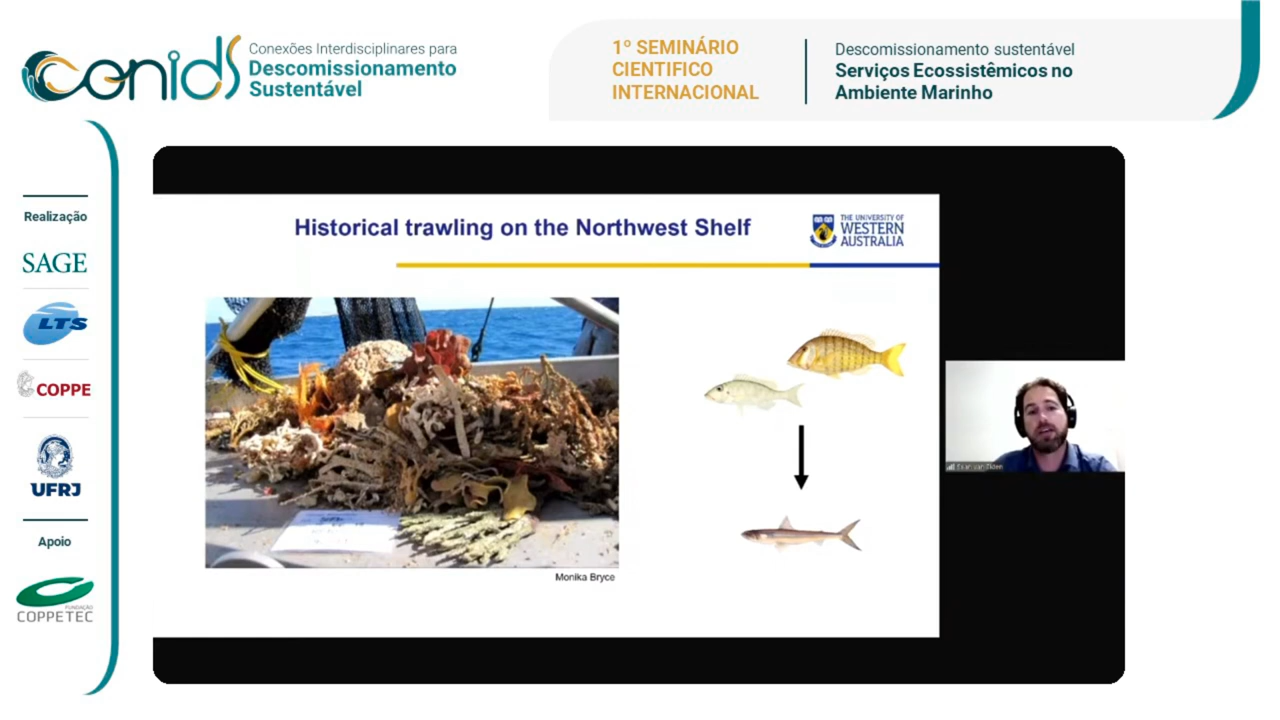 conids
Conexões Interdisciplinares para
Descomissionamento
Sustentável
1º SEMINÁRIO
CIENTIFICO
INTERNACIONAL
Descomissionamento sustentável
Serviços Ecossistêmicos no
Ambiente Marinho
Realização
SAGE
LTS
COPPE
UFRJ
Apoio
FUNDAÇÃO
COPPETEC
Historical trawling on the Northwest Shelf
THE UNIVERSITY OF
WESTERN
AUSTRALIA
Monika Bryce